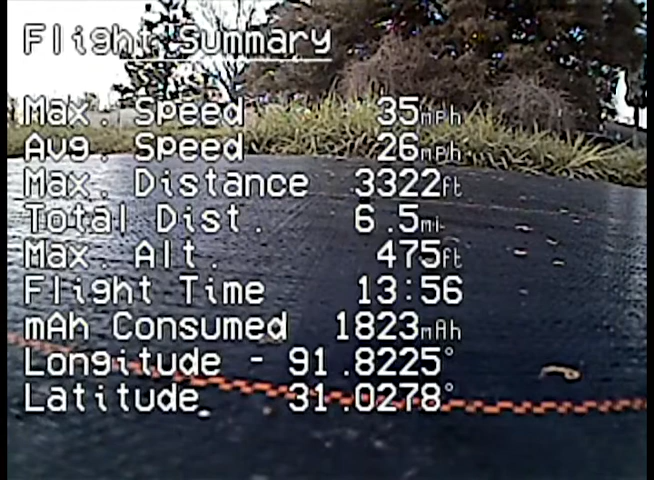 Flight Summary
Max. Speed 35mph
Avg. Speed 26mph
Max. Distance 3322ft
Total Dist. 6.5mi
Max. Alt. 475ft
Flight Time 13:56
mAh Consumed 1823mAh
Longitude - 91.8225°
Latitude 31.0278°